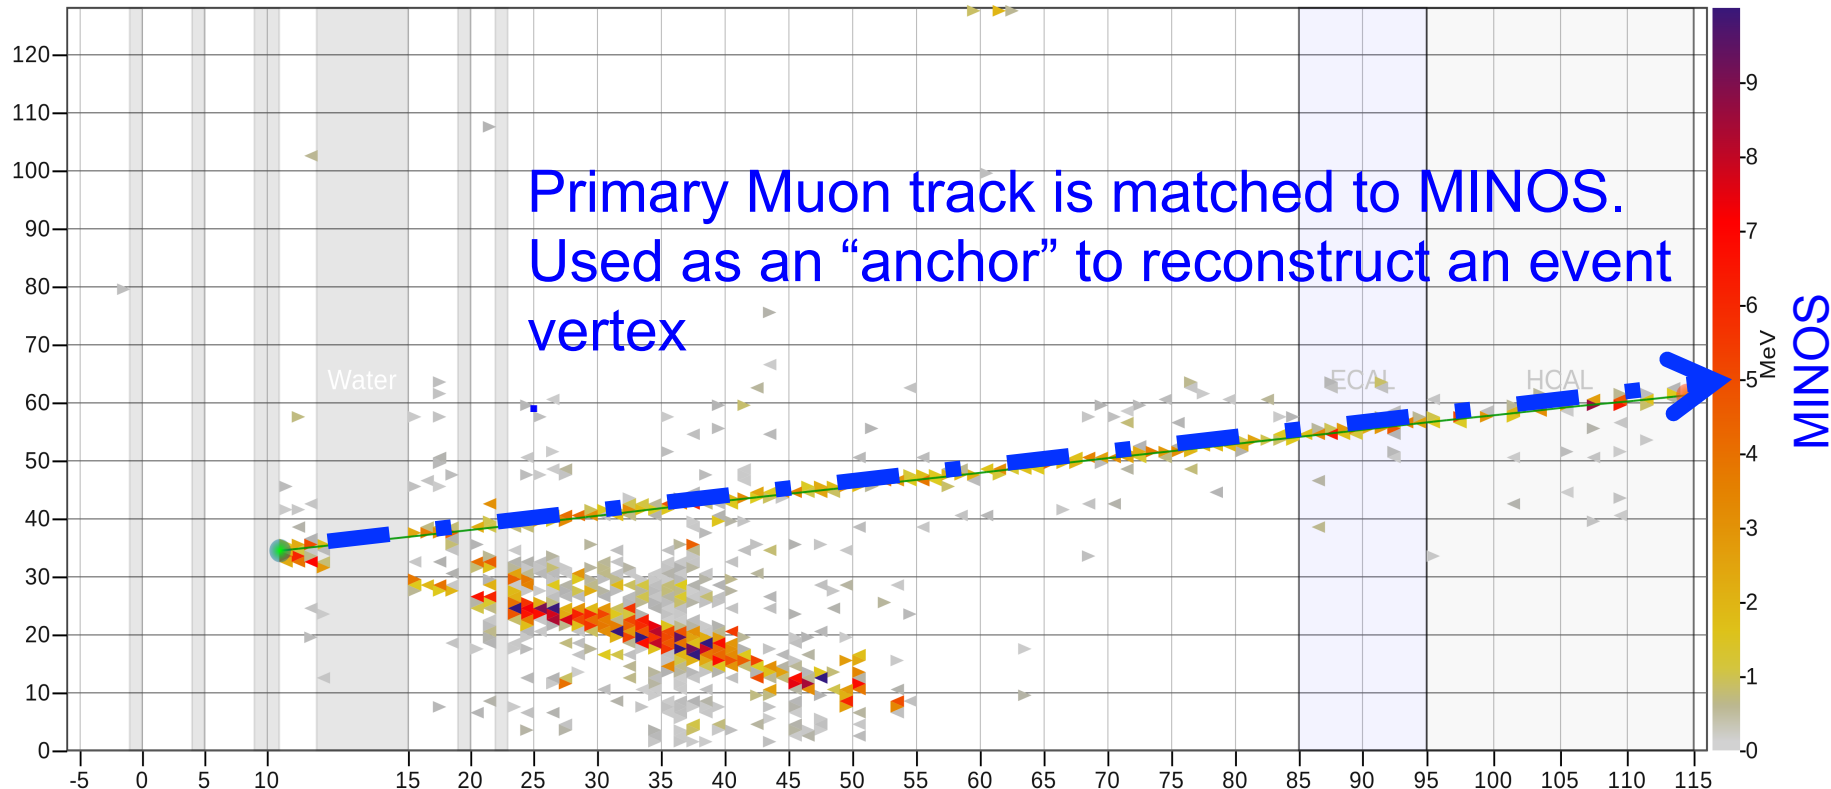 120
110
100
90
80
70
60
50
40
30
20
10
0
Primary Muon track is matched to MINOS.
Used as an “anchor” to reconstruct an event
vertex
Water
ECAL
HCAL
-5 0 5 10 15 20 25 30 35 40 45 50 55 60 65 70 75 80 85 90 95 100 105 110 115
9
8
7
6
5
4
3
2
1
0
MeV
MINOS